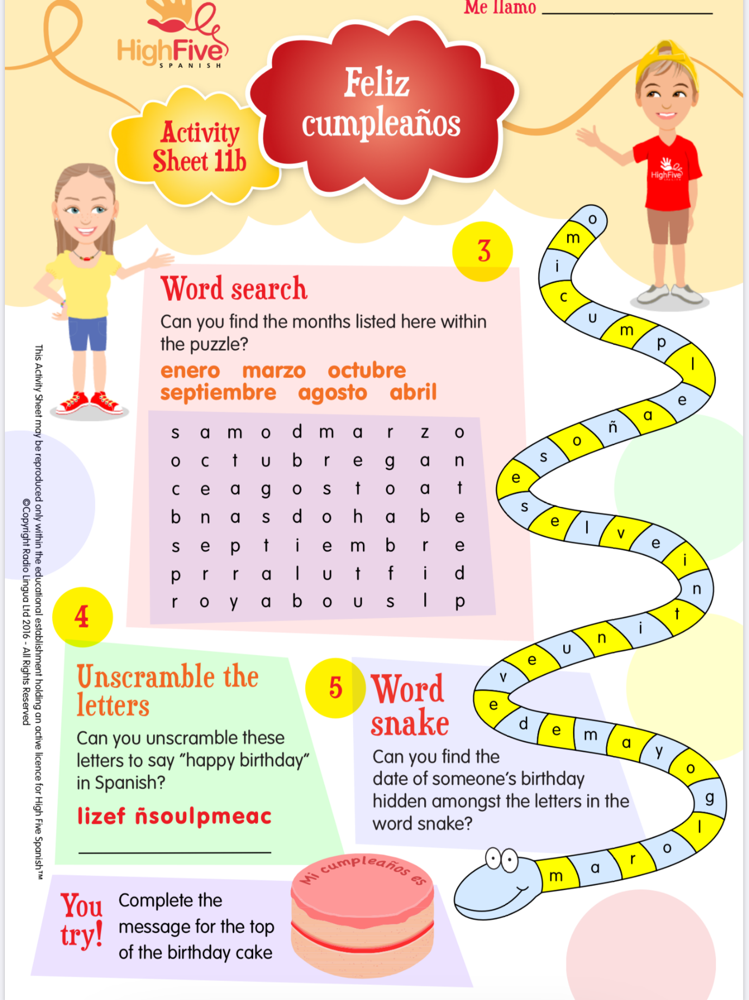 Me llamo
HighFive
SPANISH
Feliz
cumpleaños
Activity
Sheet 11b
HighFive
SPANISH
3
Word search
Can you find the months listed here within
the puzzle?
enero marzo octubre
septiembre agosto abril
s a m o d m a r z o
o c t u b r e g a n
c e a g o s t o a t
b n a s d o h a b e
s e p t i e m b r e
p r r a l u t f i d
r o y a b o u s l p
4
Unscramble the
letters
Can you unscramble these
letters to say “happy birthday”
in Spanish?
lizef ñsoulpmeac
5
Word
snake
Can you find the
date of someone’s birthday
hidden amongst the letters in the
word snake?
o m i c u m p l e a ñ o s e s e l v e i n t i n u e v e d e m a y o g l o r a m
You
try!
Complete the
message for the top
of the birthday cake
Mi cumpleaños es
This Activity Sheet may be reproduced only within the educational establishment holding an active licence for High Five Spanish™
©Copyright Radio Lingua Ltd 2016 - All Rights Reserved